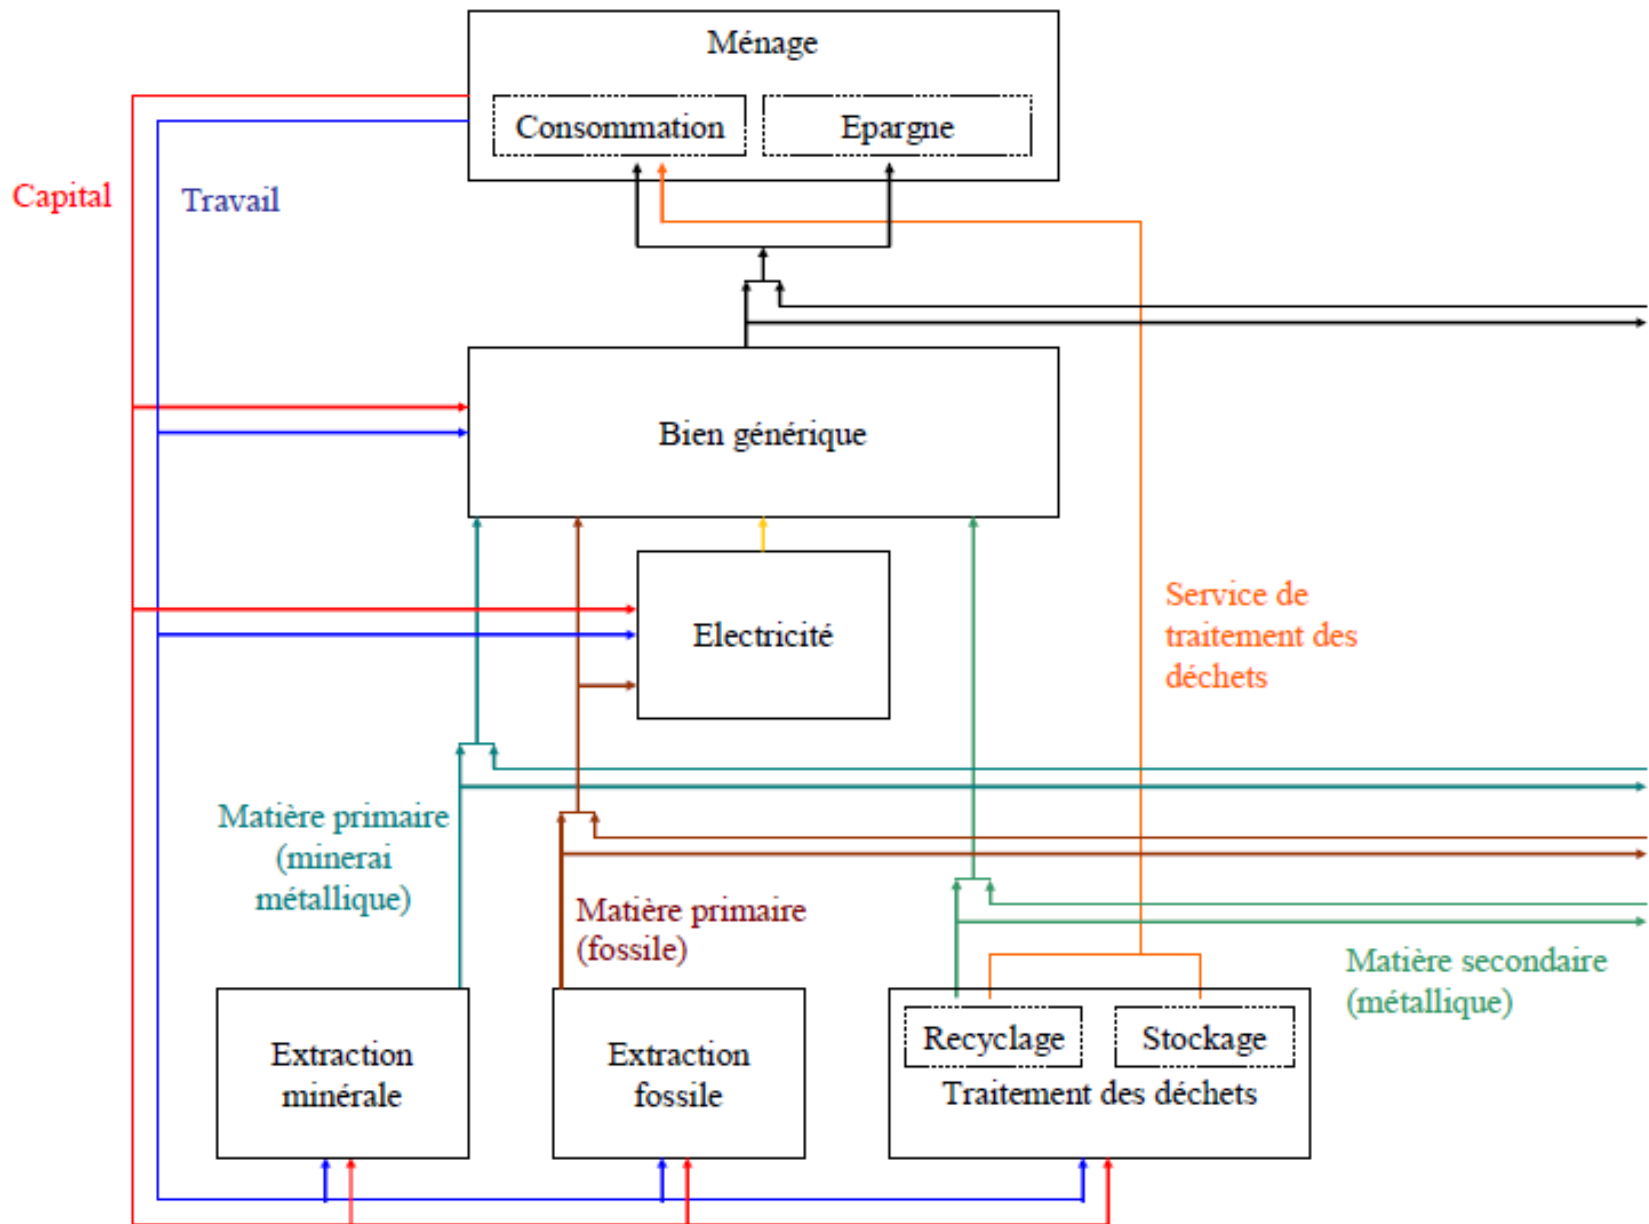 Ménage
Consommation
Epargne
Capital
Travail
Bien générique
Electricité
Service de
traitement des
déchets
Matière primaire
(minerai
métallique)
Matière primaire
(fossile)
Matière secondaire
(métallique)
Extraction
minérale
Extraction
fossile
Recyclage
Stockage
Traitement des déchets